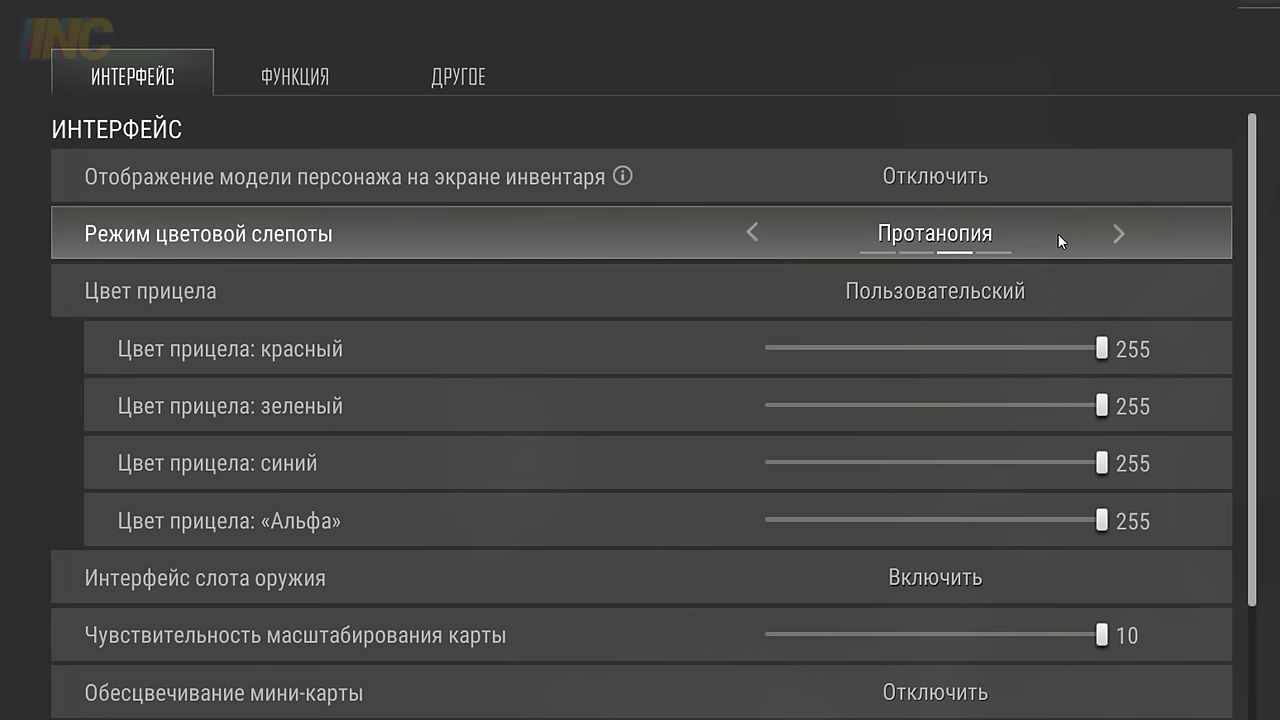 INC
ИНТЕРФЕЙС ФУНКЦИЯ ДРУГОЕ
ИНТЕРФЕЙС
Отображение модели персонажа на экране инвентаря Отключить
Режим цветовой слепоты Протанопия
Цвет прицела Пользовательский
Цвет прицела: красный 255
Цвет прицела: зеленый 255
Цвет прицела: синий 255
Цвет прицела: «Альфа» 255
Интерфейс слота оружия Включить
Чувствительность масштабирования карты 10
Обесцвечивание мини-карты Отключить